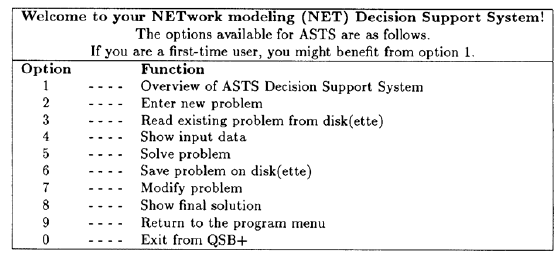 Welcome to your NETwork modeling (NET) Decision Support System!
The options available for ASTS are as follows.
If you are a first-time user, you might benefit from option 1.
Option Function
1 ---- Overview of ASTS Decision Support System
2 ---- Enter new problem
3 ---- Read existing problem from disk(ette)
4 ---- Show input data
5 ---- Solve problem
6 ---- Save problem on disk(ette)
7 ---- Modify problem
8 ---- Show final solution
9 ---- Return to the program menu
0 ---- Exit from QSB+